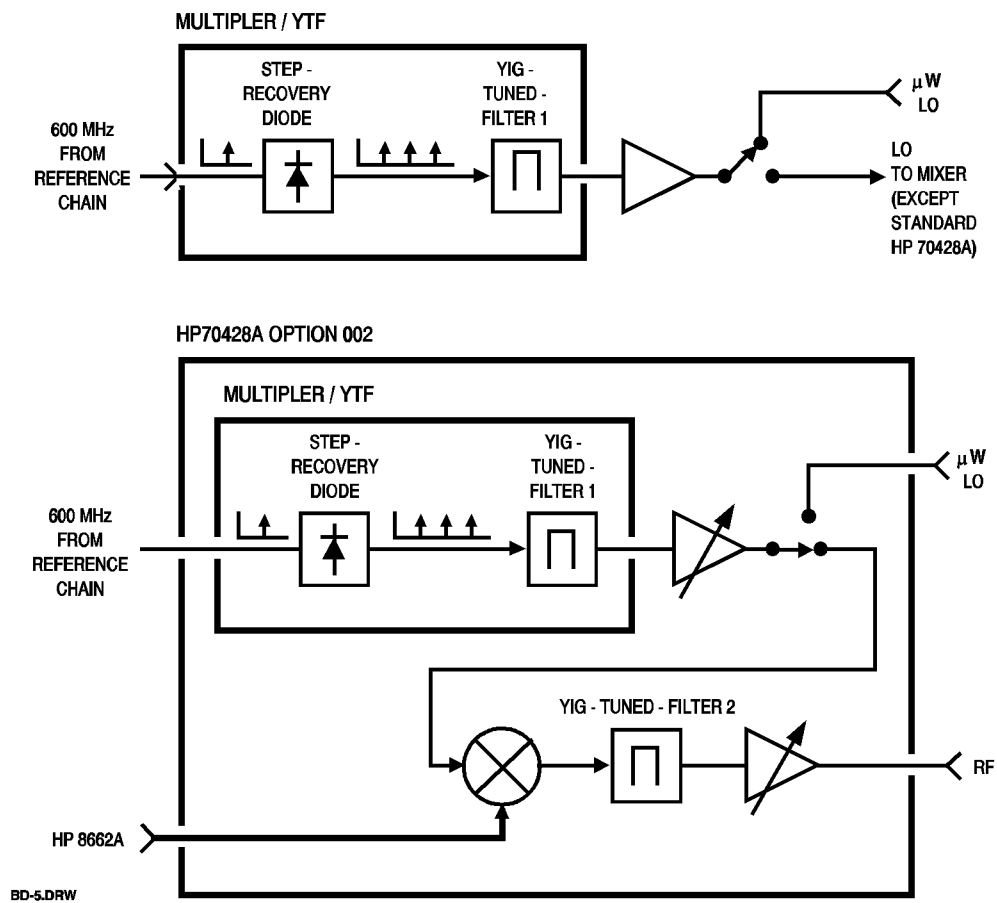 MULTIPLER / YTF
STEP -
RECOVERY
DIODE
YIG -
TUNED -
FILTER 1
600 MHz
FROM
REFERENCE
CHAIN
μW
LO
LO
TO MIXER
(EXCEPT
STANDARD
HP 70428A)
HP70428A OPTION 002
MULTIPLER / YTF
STEP -
RECOVERY
DIODE
YIG -
TUNED -
FILTER 1
600 MHz
FROM
REFERENCE
CHAIN
μW
LO
YIG - TUNED - FILTER 2
RF
HP 8662A
BD-5.DRW